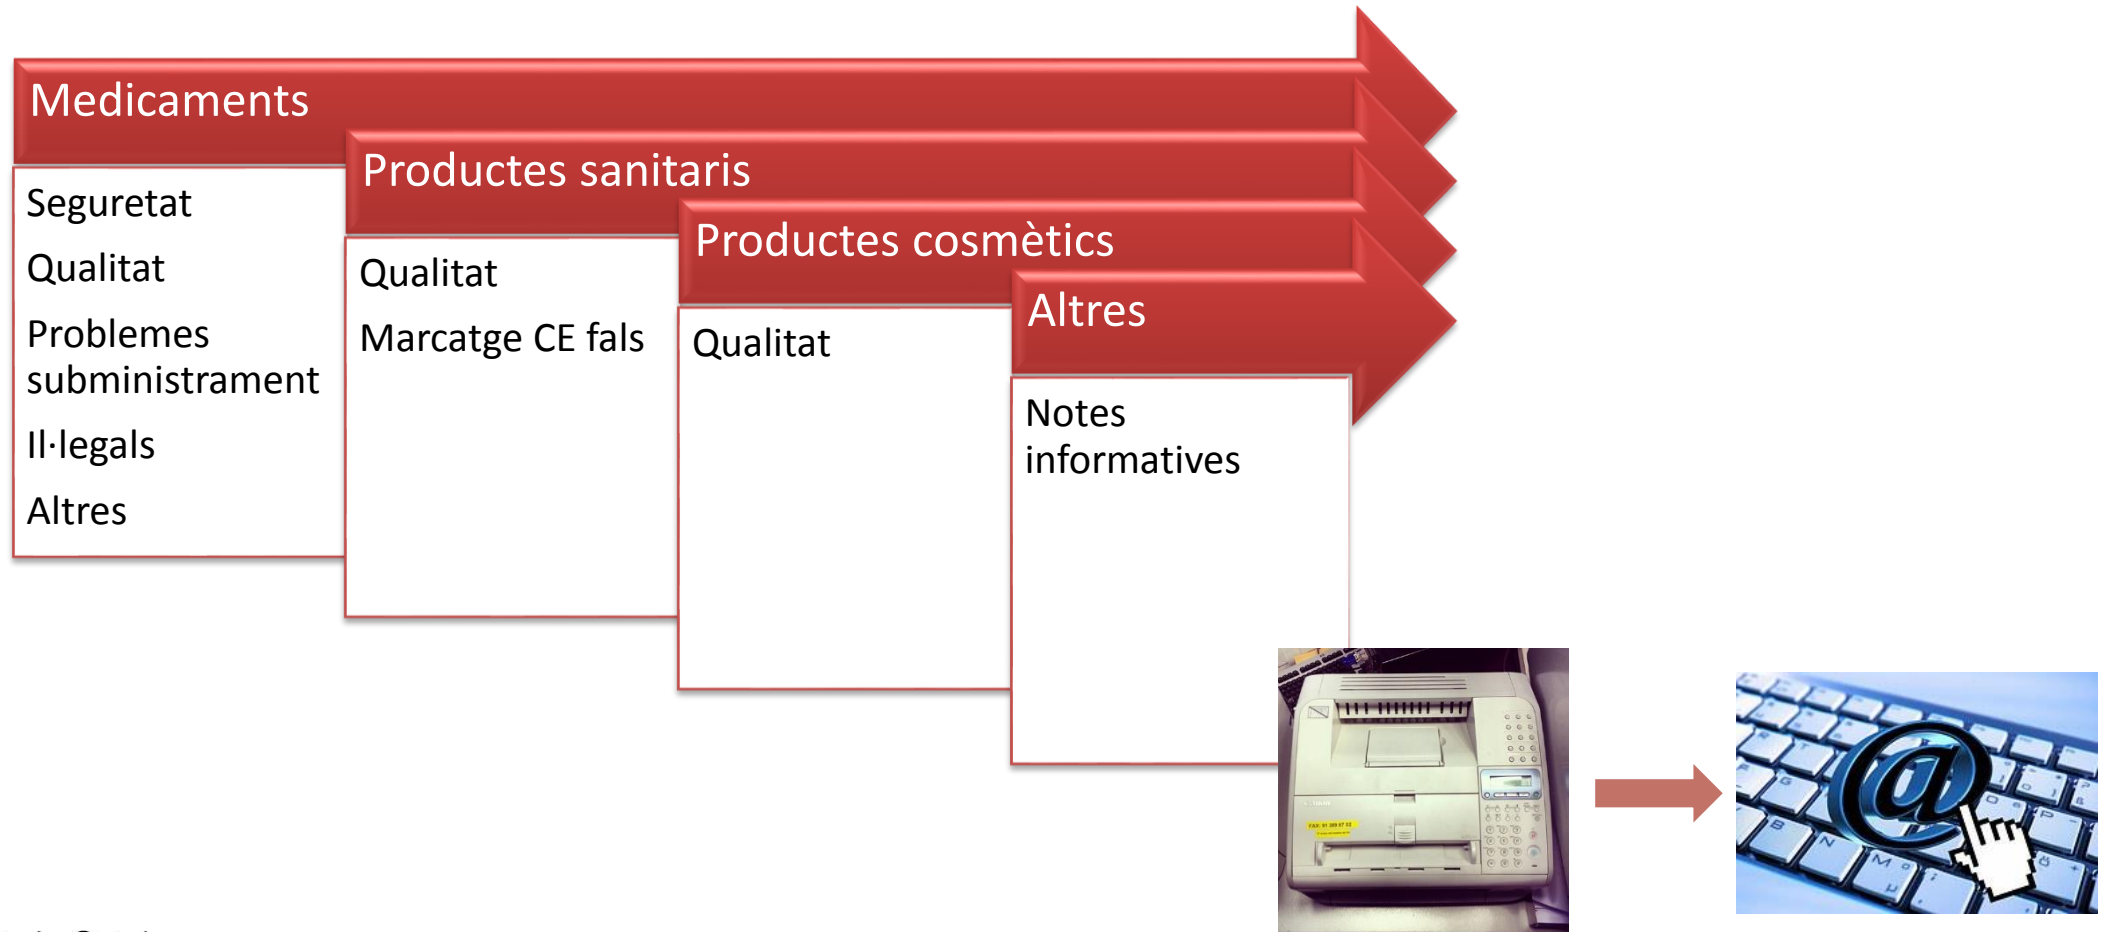 Medicaments
Seguretat
Qualitat
Problemes
subministrament
Il·legals
Altres
Productes sanitaris
Qualitat
Marcatge CE fals
Productes cosmètics
Qualitat
Altres
Notes
informatives
@